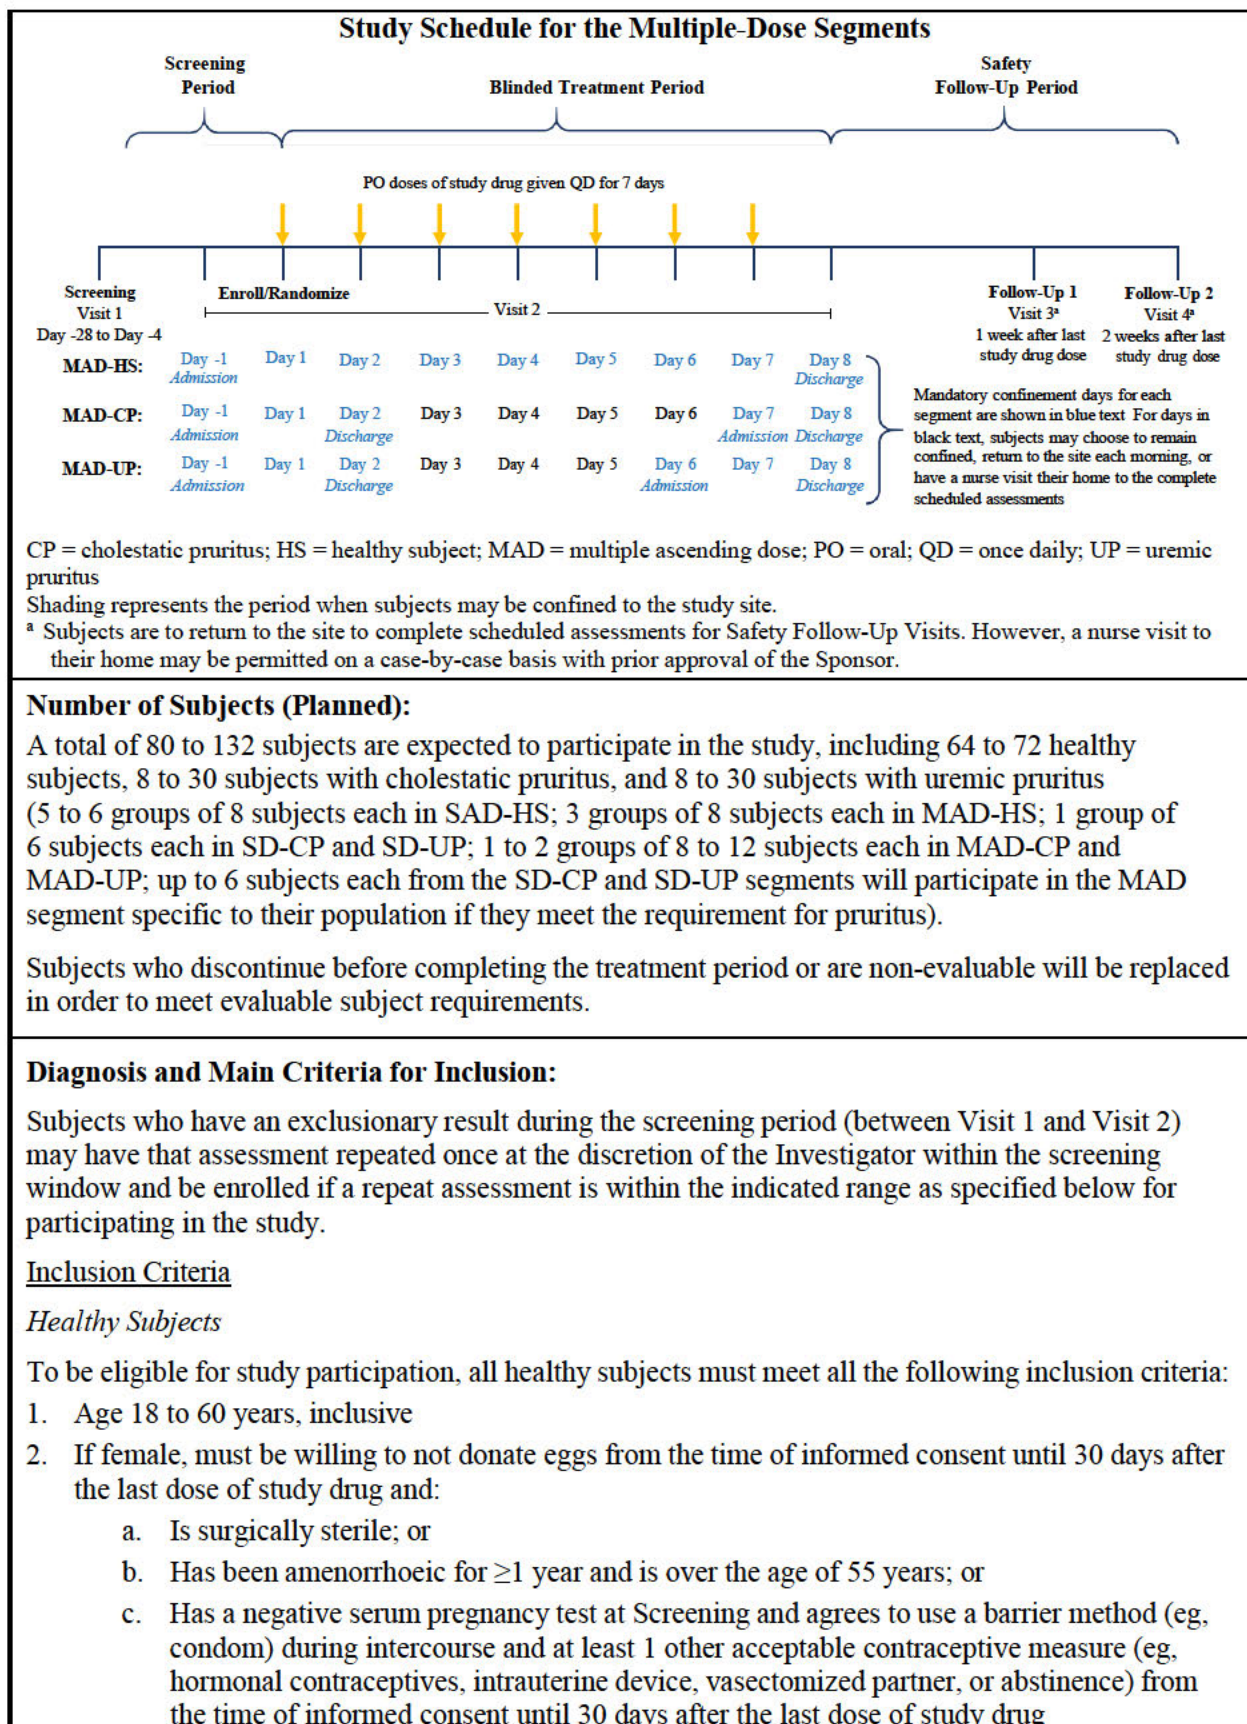 Study Schedule for the Multiple-Dose Segments
Screening
Period
Blinded Treatment Period
Safety
Follow-Up Period
PO doses of study drug given QD for 7 days
Screening
Visit 1
Day -28 to Day -4
Enroll/Randomize
Visit 2
Follow-Up 1
Visit 3ᵃ
1 week after last
study drug dose
Follow-Up 2
Visit 4ᵃ
2 weeks after last
study drug dose
MAD-HS: Day -1 Day 1 Day 2 Day 3 Day 4 Day 5 Day 6 Day 7 Day 8
Admission Discharge
MAD-CP: Day -1 Day 1 Day 2 Day 3 Day 4 Day 5 Day 6 Day 7 Day 8
Admission Discharge Admission Discharge
MAD-UP: Day -1 Day 1 Day 2 Day 3 Day 4 Day 5 Day 6 Day 7 Day 8
Admission Discharge Admission Discharge
Mandatory confinement days for each
segment are shown in blue text For days in
black text, subjects may choose to remain
confined, return to the site each morning, or
have a nurse visit their home to the complete
scheduled assessments
CP = cholestatic pruritus; HS = healthy subject; MAD = multiple ascending dose; PO = oral; QD = once daily; UP = uremic
pruritus
Shading represents the period when subjects may be confined to the study site.
ᵃ Subjects are to return to the site to complete scheduled assessments for Safety Follow-Up Visits. However, a nurse visit to
their home may be permitted on a case-by-case basis with prior approval of the Sponsor.
Number of Subjects (Planned):
A total of 80 to 132 subjects are expected to participate in the study, including 64 to 72 healthy
subjects, 8 to 30 subjects with cholestatic pruritus, and 8 to 30 subjects with uremic pruritus
(5 to 6 groups of 8 subjects each in SAD-HS; 3 groups of 8 subjects each in MAD-HS; 1 group of
6 subjects each in SD-CP and SD-UP; 1 to 2 groups of 8 to 12 subjects each in MAD-CP and
MAD-UP; up to 6 subjects each from the SD-CP and SD-UP segments will participate in the MAD
segment specific to their population if they meet the requirement for pruritus).
Subjects who discontinue before completing the treatment period or are non-evaluable will be replaced
in order to meet evaluable subject requirements.
Diagnosis and Main Criteria for Inclusion:
Subjects who have an exclusionary result during the screening period (between Visit 1 and Visit 2)
may have that assessment repeated once at the discretion of the Investigator within the screening
window and be enrolled if a repeat assessment is within the indicated range as specified below for
participating in the study.
Inclusion Criteria
Healthy Subjects
To be eligible for study participation, all healthy subjects must meet all the following inclusion criteria:
1. Age 18 to 60 years, inclusive
2. If female, must be willing to not donate eggs from the time of informed consent until 30 days after
the last dose of study drug and:
a. Is surgically sterile; or
b. Has been amenorrhoeic for ≥1 year and is over the age of 55 years; or
c. Has a negative serum pregnancy test at Screening and agrees to use a barrier method (eg,
condom) during intercourse and at least 1 other acceptable contraceptive measure (eg,
hormonal contraceptives, intrauterine device, vasectomized partner, or abstinence) from
the time of informed consent until 30 days after the last dose of study drug